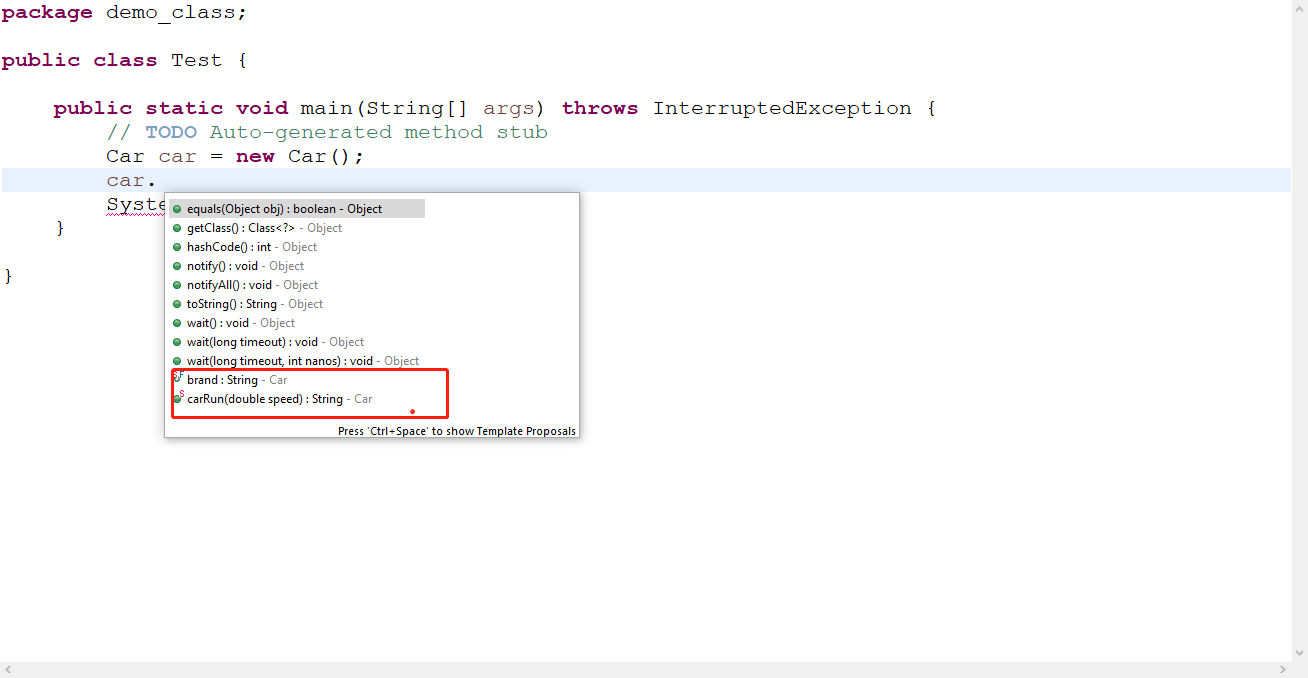 package demo_class;
public class Test {
public static void main(String[] args) throws InterruptedException {
// TODO Auto-generated method stub
Car car = new Car();
car.
Syste
}
}
equals(Object obj) : boolean - Object
getClass() : Class<?> - Object
hashCode() : int - Object
notify() : void - Object
notifyAll() : void - Object
toString() : String - Object
wait() : void - Object
wait(long timeout) : void - Object
wait(long timeout, int nanos) : void - Object
brand : String - Car
carRun(double speed) : String - Car
Press 'Ctrl+Space' to show Template Proposals